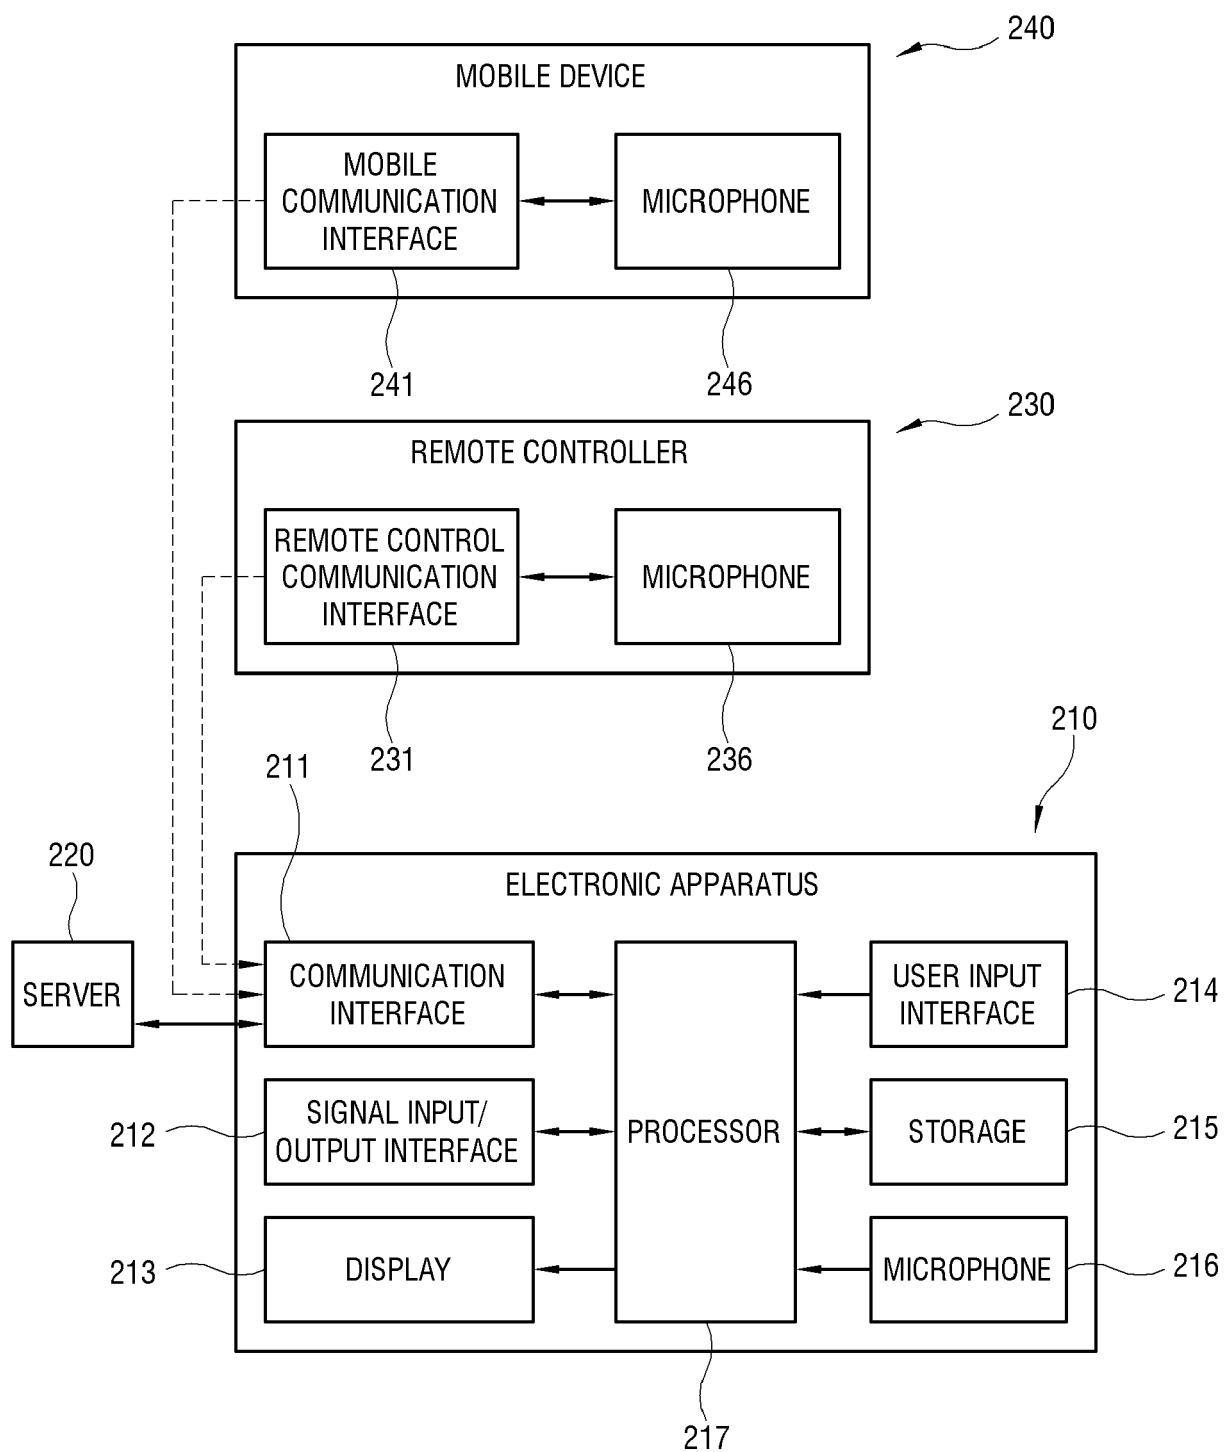 240
MOBILE DEVICE
MOBILE
COMMUNICATION
INTERFACE
MICROPHONE
241
246
230
REMOTE CONTROLLER
REMOTE CONTROL
COMMUNICATION
INTERFACE
MICROPHONE
231
236
210
211
220
ELECTRONIC APPARATUS
SERVER
COMMUNICATION
INTERFACE
USER INPUT
INTERFACE
214
212
SIGNAL INPUT/
OUTPUT INTERFACE
PROCESSOR
STORAGE
215
213
DISPLAY
MICROPHONE
216
217